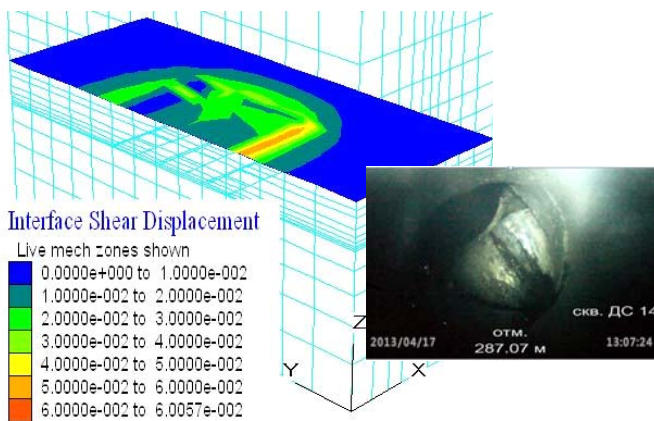 Interface Shear Displacement
Live mech zones shown
0.0000e+000 to 1.0000e-002
1.0000e-002 to 2.0000e-002
2.0000e-002 to 3.0000e-002
3.0000e-002 to 4.0000e-002
4.0000e-002 to 5.0000e-002
5.0000e-002 to 6.0000e-002
6.0000e-002 to 6.0057e-002
Z
Y
X
скв. ДС 14
отм.
2013/04/17
287.07 м
13:07:24